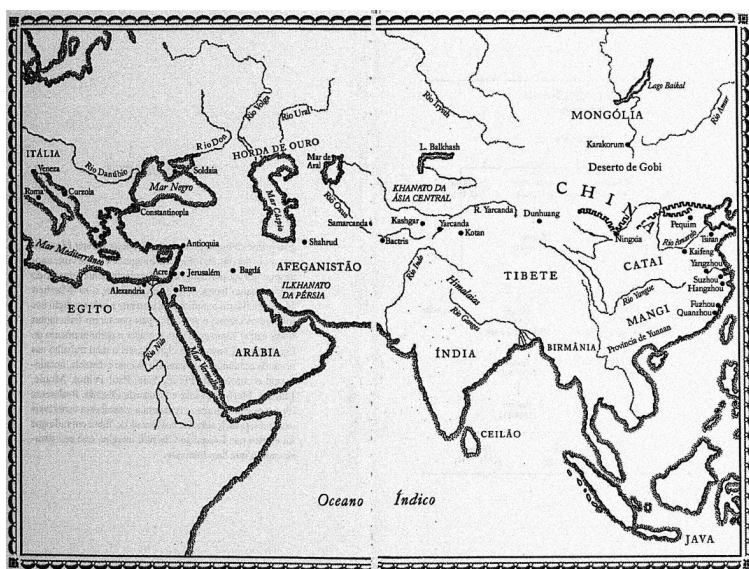 Lago Baikal
Rio Volga
Rio Ural
Rio Irtych
MONGÓLIA
Rio Amur
Rio Don
HORDA DE OURO
L. Balkhash
Karakorum
ITÁLIA
Rio Danúbio
Soldaia
Mar de
Aral
Deserto de Gobi
Veneza
Mar Negro
KHANATO DA
ÁSIA CENTRAL
CHINA
Roma
Curzola
Mar Cáspio
Rio Oxus
Constantinopla
Samarcanda
Kashgar
Yarcanda
R. Yarcanda
Dunhuang
Pequim
Kotan
Ningxia
Rio Amarelo
Bactris
Shahrud
Antioquia
Mar Mediterrâneo
Kaifeng
CATAI
Yangzhou
Acre
Jerusalém
Bagdá
AFEGANISTÃO
TIBETE
Suzhou
Alexandria
Petra
ILKHANATO
DA PÉRSIA
Rio Indo
Himalaias
Hangzhou
Rio Yangue
EGITO
Rio Ganges
MANGI
Fuzhou
Quanzhou
Rio Nilo
Mar Vermelho
ARÁBIA
ÍNDIA
BIRMÂNIA
Província de Yunnan
CEILÃO
Oceano Índico
JAVA